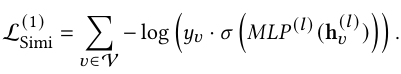 $\mathcal{L}_{\text{Simi}}^{(1)} = \sum_{v \in \mathcal{V}} -\log \left( y_v \cdot \sigma \left( MLP^{(l)}(\mathbf{h}_v^{(l)}) \right) \right).$